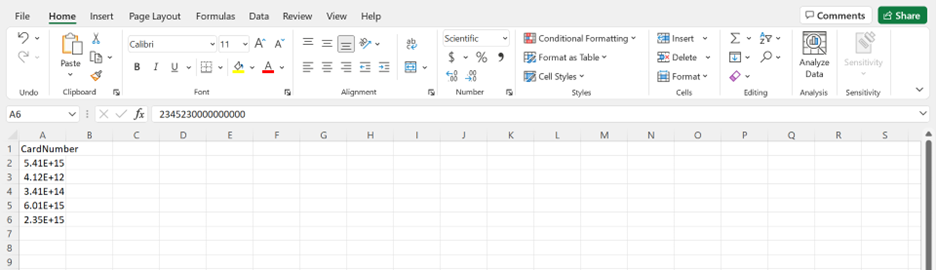 File Home Insert Page Layout Formulas Data Review View Help Comments Share
Calibri 11 A A ab Scientific Conditional Formatting Insert Σ
Paste B I U A $ % Format as Table Delete Analyze Data Sensitivity
Cell Styles Format
Undo Clipboard Font Alignment Number Styles Cells Editing Analysis Sensitivity
A6 fx 2345230000000000
A B C D E F G H I J K L M N O P Q R S
1 CardNumber
2 5.41E+15
3 4.12E+12
4 3.41E+14
5 6.01E+15
6 2.35E+15
7
8
9